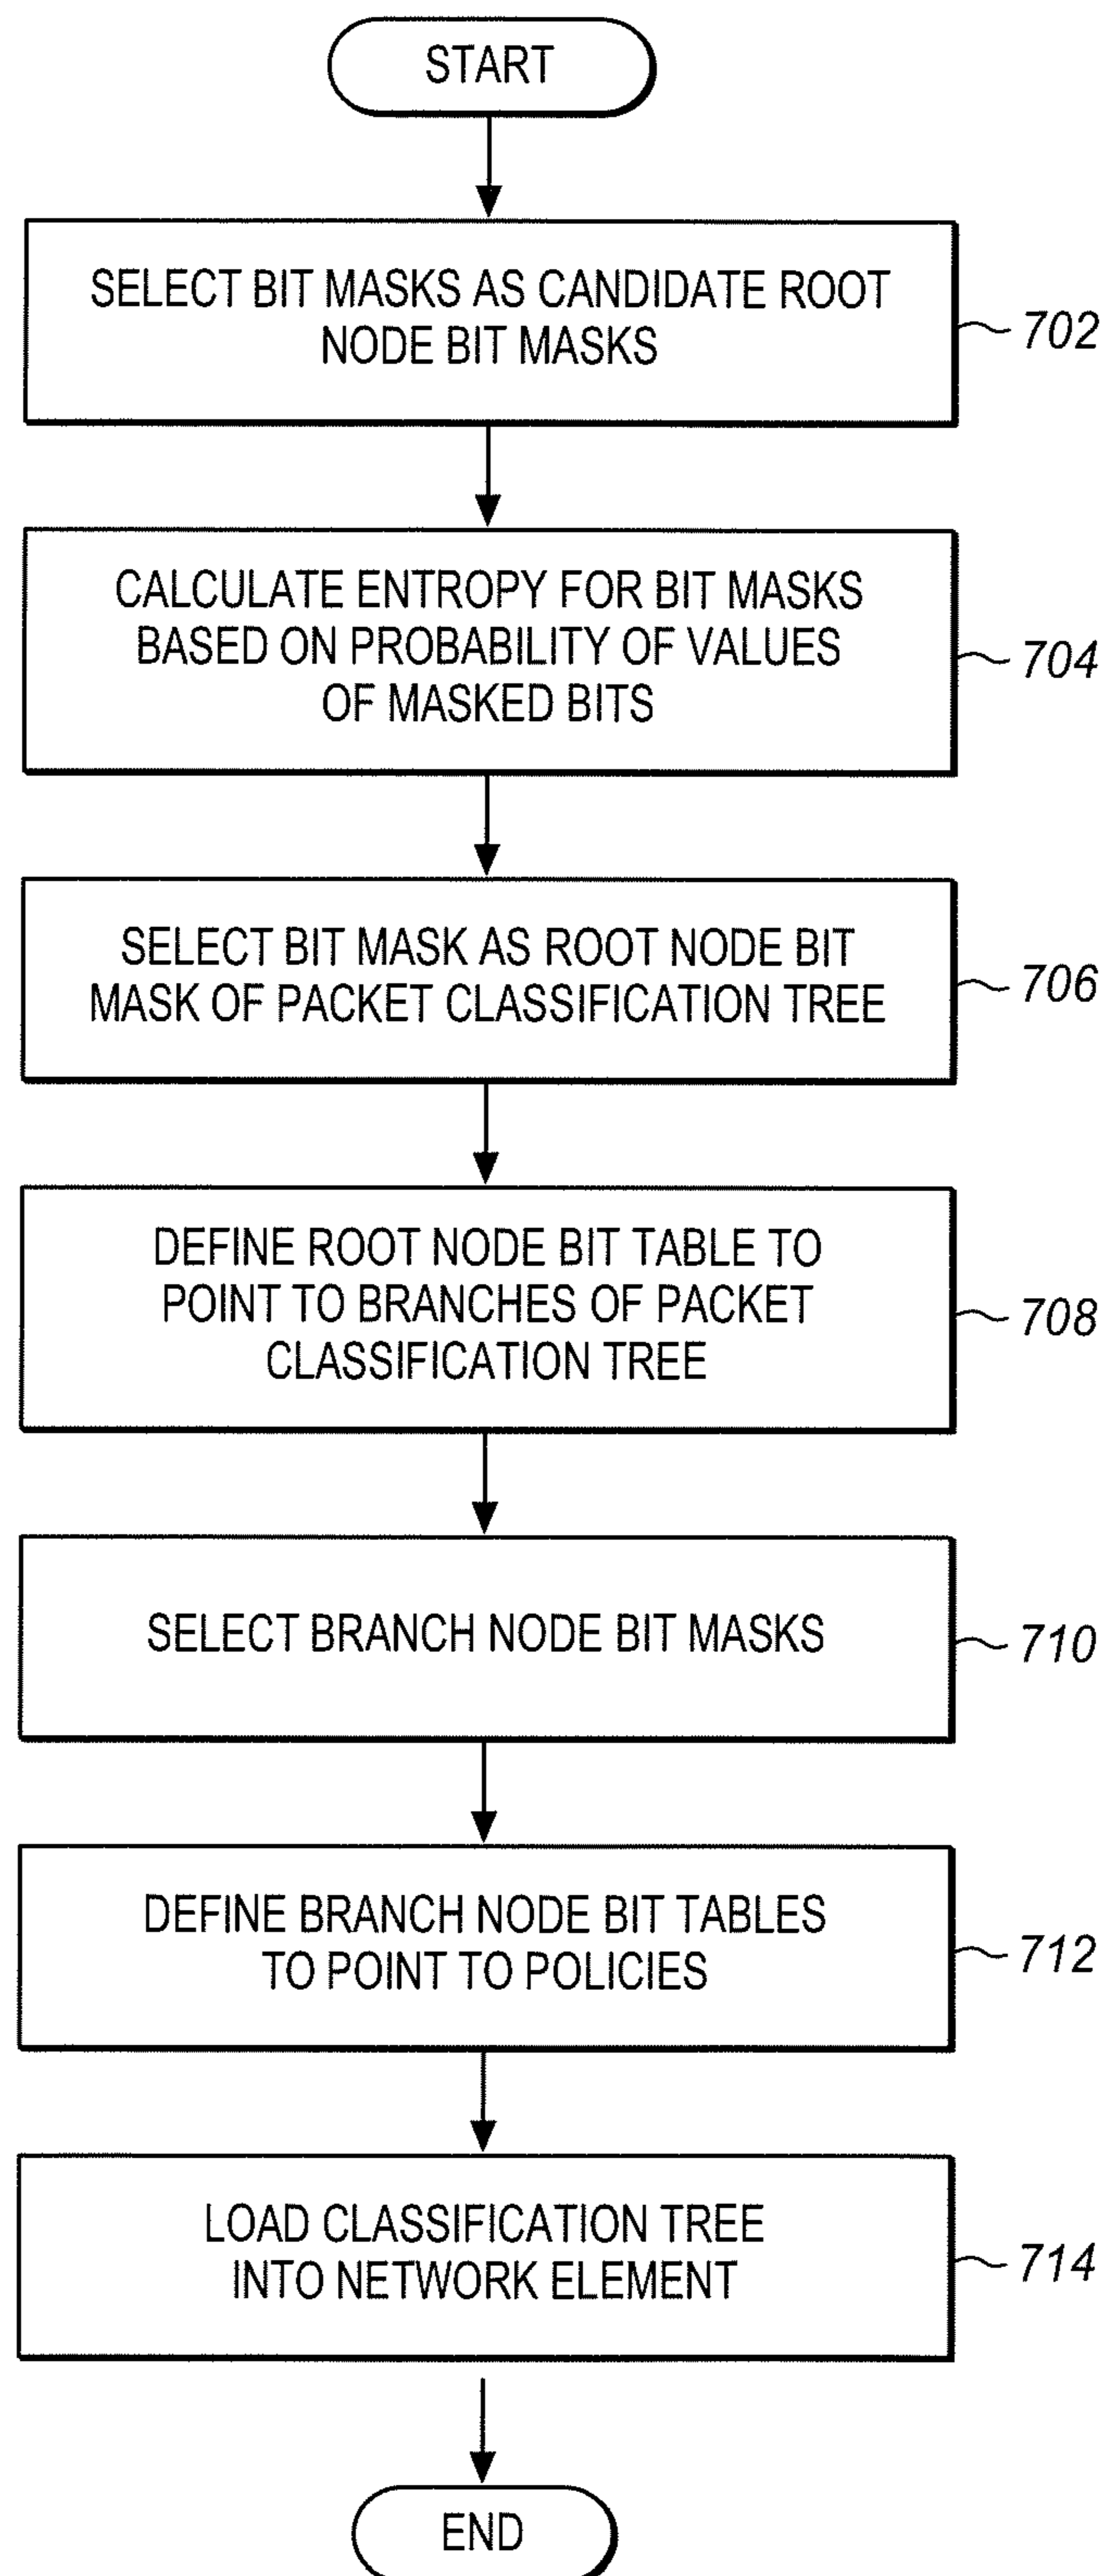 START
SELECT BIT MASKS AS CANDIDATE ROOT
NODE BIT MASKS
702
CALCULATE ENTROPY FOR BIT MASKS
BASED ON PROBABILITY OF VALUES
OF MASKED BITS
704
SELECT BIT MASK AS ROOT NODE BIT
MASK OF PACKET CLASSIFICATION TREE
706
DEFINE ROOT NODE BIT TABLE TO
POINT TO BRANCHES OF PACKET
CLASSIFICATION TREE
708
SELECT BRANCH NODE BIT MASKS
710
DEFINE BRANCH NODE BIT TABLES
TO POINT TO POLICIES
712
LOAD CLASSIFICATION TREE
INTO NETWORK ELEMENT
714
END